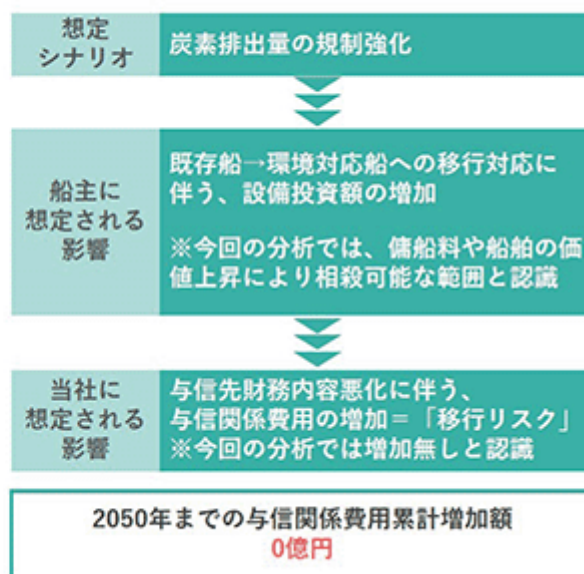 想定
シナリオ
炭素排出量の規制強化
船主に
想定される
影響
既存船→環境対応船への移行対応に
伴う、設備投資額の増加
※今回の分析では、傭船料や船舶の価
値上昇により相殺可能な範囲と認識
当社に
想定される
影響
与信先財務内容悪化に伴う、
与信関係費用の増加＝「移行リスク」
※今回の分析では増加無しと認識
2050年までの与信関係費用累計増加額
0億円